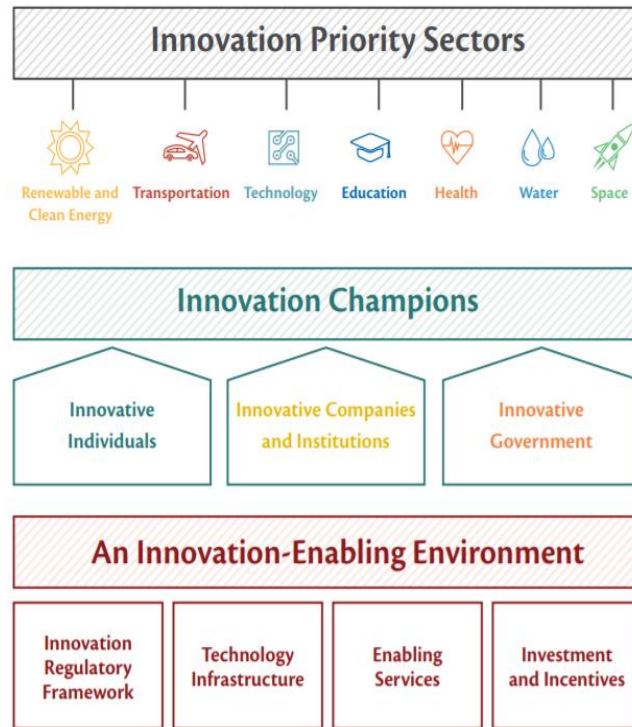 Innovation Priority Sectors
Renewable and
Clean Energy
Transportation
Technology
Education
Health
Water
Space
Innovation Champions
Innovative
Individuals
Innovative Companies
and Institutions
Innovative
Government
An Innovation-Enabling Environment
Innovation
Regulatory
Framework
Technology
Infrastructure
Enabling
Services
Investment
and Incentives